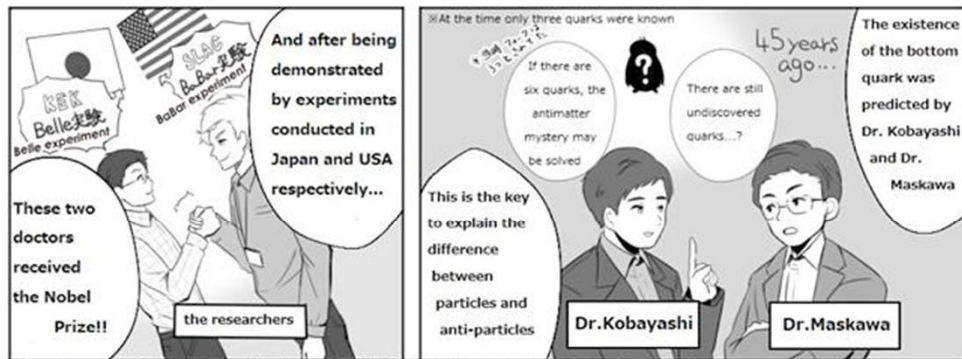 45years
ago...
The existence
of the bottom
quark was
predicted by
Dr. Kobayashi
and Dr.
Maskawa
※At the time only three quarks were known
There are still
undiscovered
quarks...?
?
If there are
six quarks, the
antimatter
mystery may
be solved
This is the key
to explain the
difference
between
particles and
anti-particles
Dr.Maskawa
Dr.Kobayashi
And after being
demonstrated
by experiments
conducted in
Japan and USA
respectively...
SLAC
BaBar実験
BaBar experiment
KEK
Belle実験
Belle experiment
These two
doctors
received
the Nobel
Prize!!
the researchers